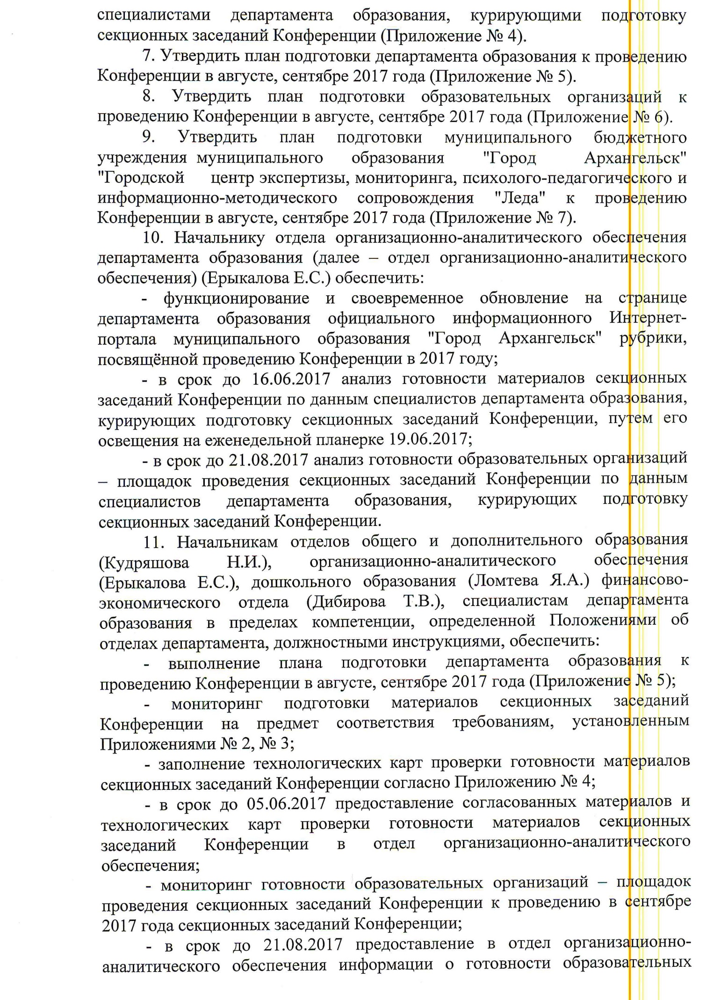 специалистами департамента образования, курирующими подготовку
секционных заседаний Конференции (Приложение № 4).
7. Утвердить план подготовки департамента образования к проведению
Конференции в августе, сентябре 2017 года (Приложение № 5).
8. Утвердить план подготовки образовательных организаций к
проведению Конференции в августе, сентябре 2017 года (Приложение № 6).
9. Утвердить план подготовки муниципального бюджетного
учреждения муниципального образования "Город Архангельск"
"Городской центр экспертизы, мониторинга, психолого-педагогического и
информационно-методического сопровождения "Леда" к проведению
Конференции в августе, сентябре 2017 года (Приложение № 7).
10. Начальнику отдела организационно-аналитического обеспечения
департамента образования (далее – отдел организационно-аналитического
обеспечения) (Ерыкалова Е.С.) обеспечить:
- функционирование и своевременное обновление на странице
департамента образования официального информационного Интернет-
портала муниципального образования "Город Архангельск" рубрики,
посвящённой проведению Конференции в 2017 году;
- в срок до 16.06.2017 анализ готовности материалов секционных
заседаний Конференции по данным специалистов департамента образования,
курирующих подготовку секционных заседаний Конференции, путем его
освещения на еженедельной планерке 19.06.2017;
- в срок до 21.08.2017 анализ готовности образовательных организаций
– площадок проведения секционных заседаний Конференции по данным
специалистов департамента образования, курирующих подготовку
секционных заседаний Конференции.
11. Начальникам отделов общего и дополнительного образования
(Кудряшова Н.И.), организационно-аналитического обеспечения
(Ерыкалова Е.С.), дошкольного образования (Ломтева Я.А.) финансово-
экономического отдела (Дибирова Т.В.), специалистам департамента
образования в пределах компетенции, определенной Положениями об
отделах департамента, должностными инструкциями, обеспечить:
- выполнение плана подготовки департамента образования к
проведению Конференции в августе, сентябре 2017 года (Приложение № 5);
- мониторинг подготовки материалов секционных заседаний
Конференции на предмет соответствия требованиям, установленным
Приложениями № 2, № 3;
- заполнение технологических карт проверки готовности материалов
секционных заседаний Конференции согласно Приложению № 4;
- в срок до 05.06.2017 предоставление согласованных материалов и
технологических карт проверки готовности материалов секционных
заседаний Конференции в отдел организационно-аналитического
обеспечения;
- мониторинг готовности образовательных организаций – площадок
проведения секционных заседаний Конференции к проведению в сентябре
2017 года секционных заседаний Конференции;
- в срок до 21.08.2017 предоставление в отдел организационно-
аналитического обеспечения информации о готовности образовательных